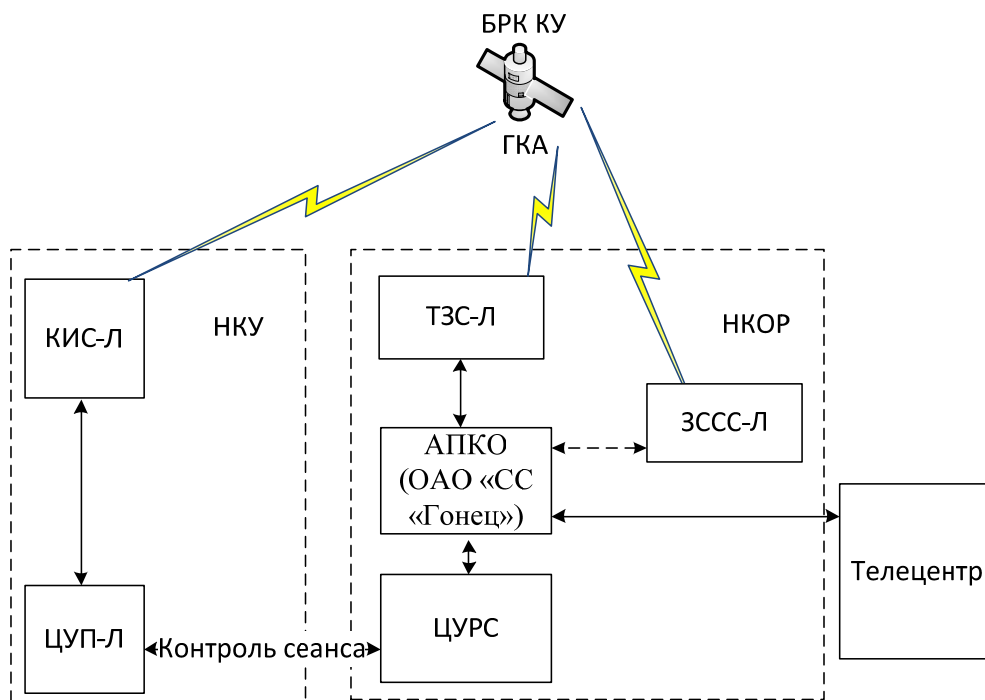 БРК КУ
ГКА
КИС-Л
НКУ
ТЗС-Л
НКОР
ЗССС-Л
АПКО
(ОАО «СС
«Гонец»)
Телецентр
ЦУП-Л
Контроль сеанса
ЦУРС